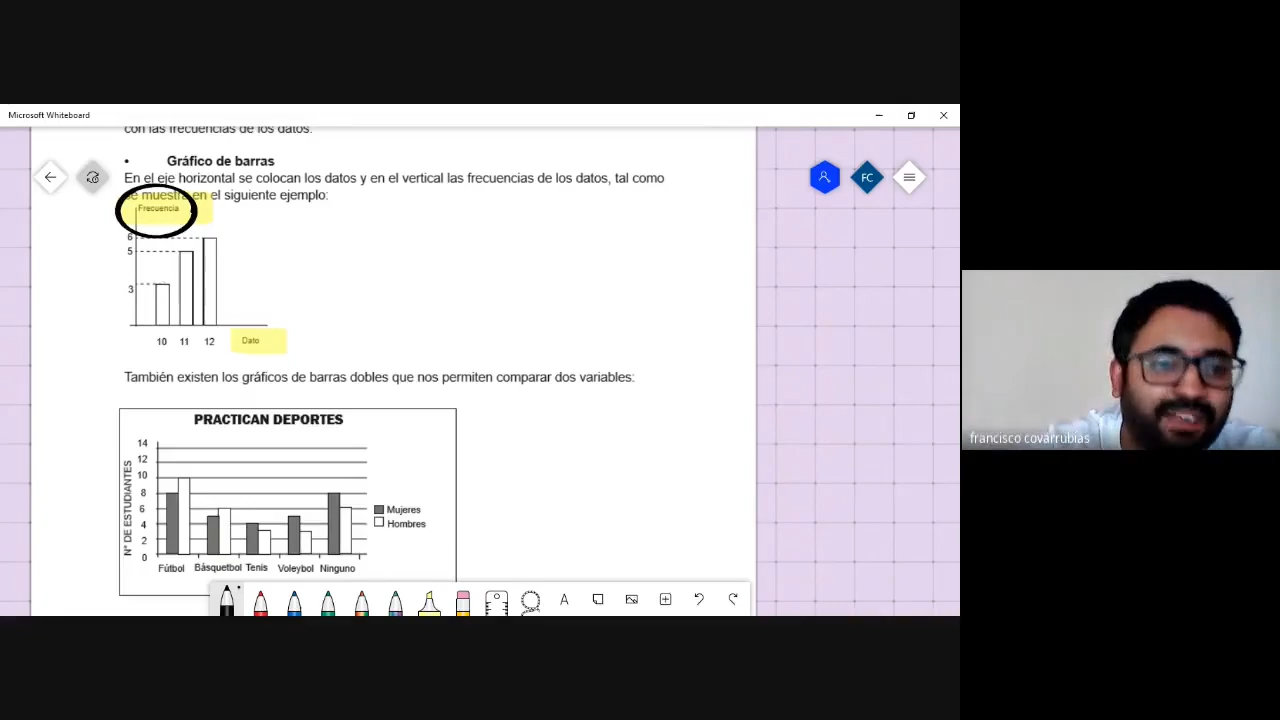 Microsoft Whiteboard
con las frecuencias de los datos.
• Gráfico de barras
En el eje horizontal se colocan los datos y en el vertical las frecuencias de los datos, tal como
se muestra en el siguiente ejemplo:
FC
Frecuencia
6
5
3
10 11 12 Dato
También existen los gráficos de barras dobles que nos permiten comparar dos variables:
PRACTICAN DEPORTES
N° DE ESTUDIANTES
14
12
10
8
6
4
2
0
Fútbol Básquetbol Tenis Voleybol Ninguno
Mujeres
Hombres
A
francisco covarrubias